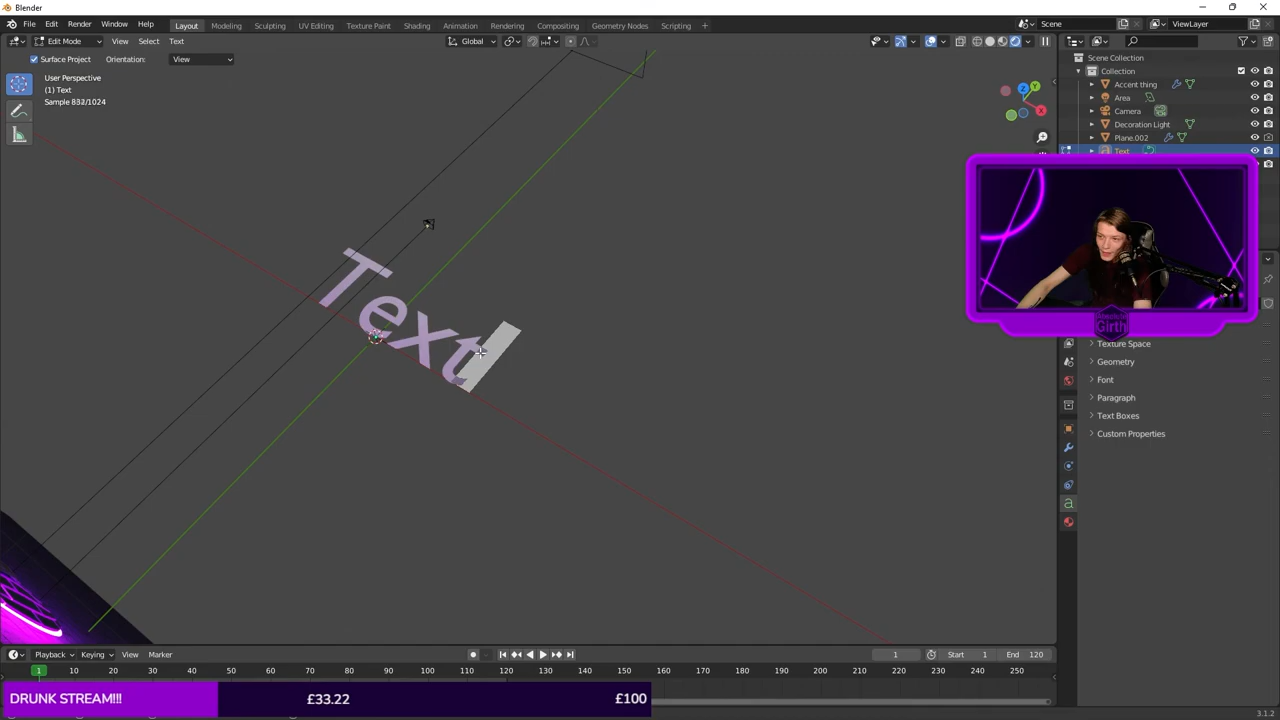 Blender
File Edit Render Window Help
Layout Modeling Sculpting UV Editing Texture Paint Shading Animation Rendering Compositing Geometry Nodes Scripting +
Scene
ViewLayer
Edit Mode View Select Text
Global
Surface Project Orientation: View
User Perspective
(1) Text
Sample 832/1024
Text
X
Y
Z
Scene Collection
Collection
Accent thing
Area
Camera
Decoration Light
Plane.002
Text
Girth
Texture Space
Geometry
Font
Paragraph
Text Boxes
Custom Properties
Playback Keying View Marker
1 Start 1 End 120
1 10 20 30 40 50 60 70 80 90 100 110 120 130 140 150 160 170 180 190 200 210 220 230 240 250
DRUNK STREAM!!! £33.22 £100
3.1.2